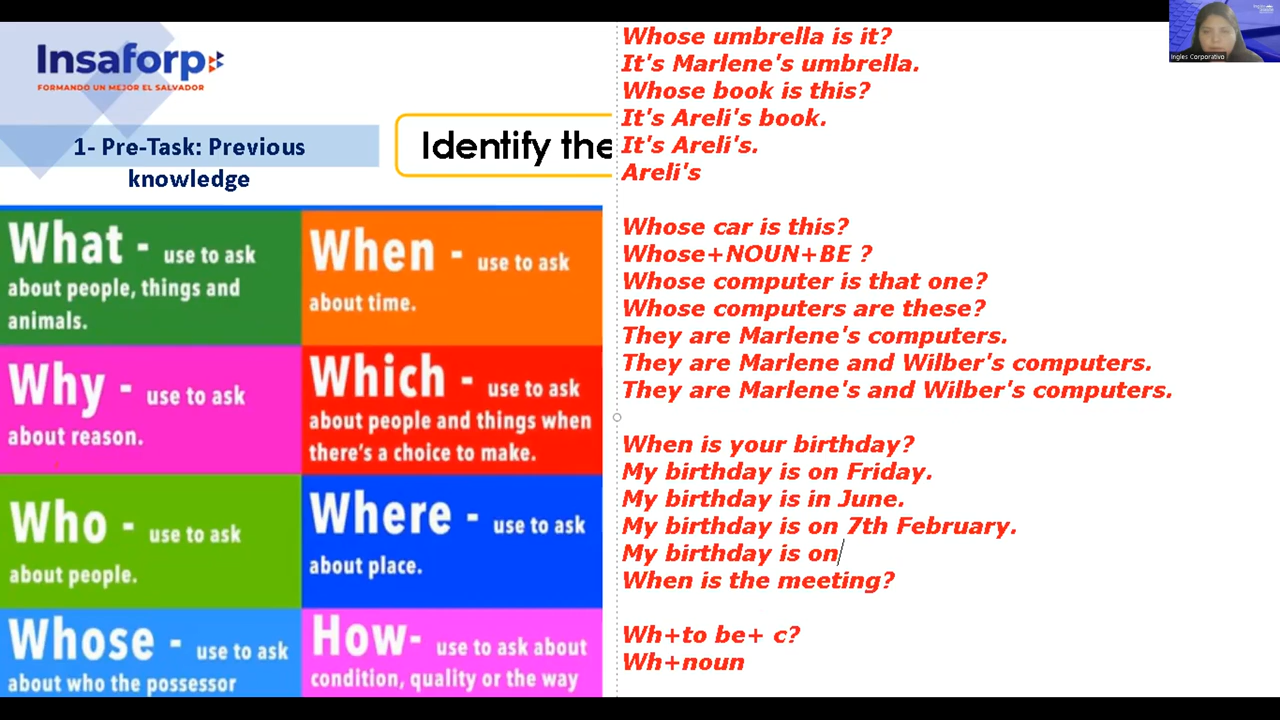 Insaforp
FORMANDO UN MEJOR EL SALVADOR
1- Pre-Task: Previous
knowledge
Identify the
What - use to ask
about people, things and
animals.
When - use to ask
about time.
Why - use to ask
about reason.
Which - use to ask
about people and things when
there's a choice to make.
Who - use to ask
about people.
Where - use to ask
about place.
Whose - use to ask
about who the possessor
How- use to ask about
condition, quality or the way
Whose umbrella is it?
It's Marlene's umbrella.
Whose book is this?
It's Areli's book.
It's Areli's.
Areli's
Whose car is this?
Whose+NOUN+BE ?
Whose computer is that one?
Whose computers are these?
They are Marlene's computers.
They are Marlene and Wilber's computers.
They are Marlene's and Wilber's computers.
When is your birthday?
My birthday is on Friday.
My birthday is in June.
My birthday is on 7th February.
My birthday is on
When is the meeting?
Wh+to be+ c?
Wh+noun
Ingles Corporativo